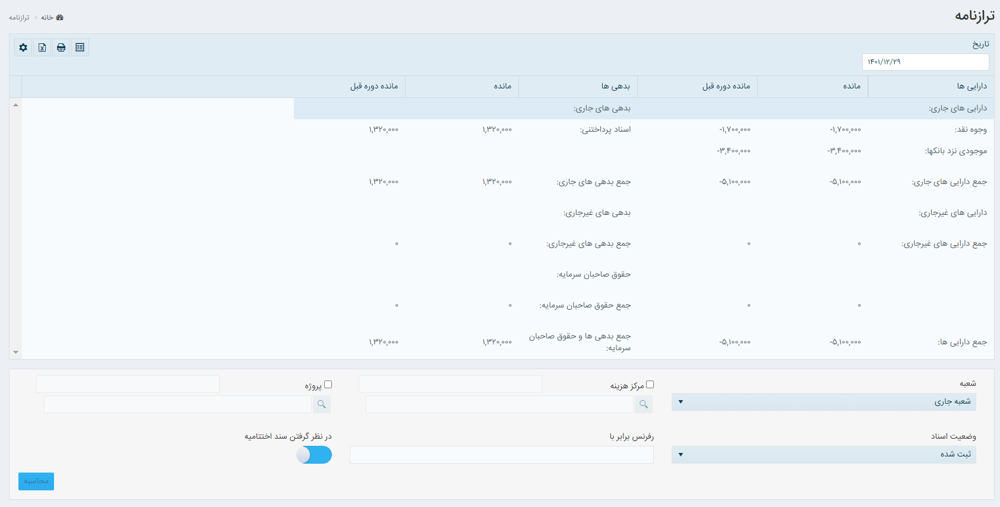 ترازنامه
خانه > ترازنامه
تاریخ
۱۴۰۱/۱۲/۲۹
دارایی ها مانده مانده دوره قبل بدهی ها مانده مانده دوره قبل
دارایی های جاری: بدهی های جاری:
وجوه نقد: -۱,۷۰۰,۰۰۰ -۱,۷۰۰,۰۰۰ اسناد پرداختنی: ۱,۳۲۰,۰۰۰ ۱,۳۲۰,۰۰۰
موجودی نزد بانکها: -۳,۴۰۰,۰۰۰ -۳,۴۰۰,۰۰۰
جمع دارایی های جاری: -۵,۱۰۰,۰۰۰ -۵,۱۰۰,۰۰۰ جمع بدهی های جاری: ۱,۳۲۰,۰۰۰ ۱,۳۲۰,۰۰۰
دارایی های غیرجاری: بدهی های غیرجاری:
جمع دارایی های غیرجاری: ۰ ۰ جمع بدهی های غیرجاری: ۰ ۰
حقوق صاحبان سرمایه:
۰ ۰ جمع حقوق صاحبان سرمایه: ۰ ۰
جمع دارایی ها: -۵,۱۰۰,۰۰۰ -۵,۱۰۰,۰۰۰ جمع بدهی ها و حقوق صاحبان سرمایه: ۱,۳۲۰,۰۰۰ ۱,۳۲۰,۰۰۰
شعبه مرکز هزینه پروژه
شعبه جاری
وضعیت اسناد رفرنس برابر با در نظر گرفتن سند اختتامیه
ثبت شده
محاسبه